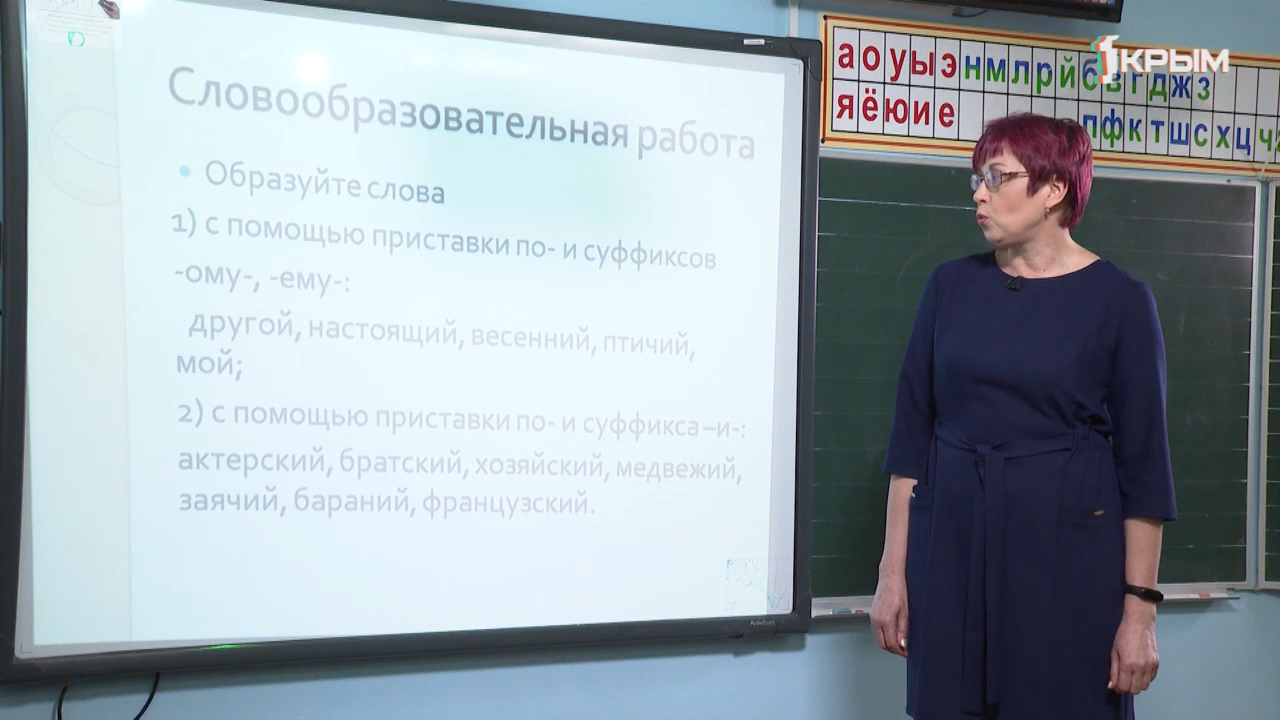 Словообразовательная работа
• Образуйте слова
1) с помощью приставки по- и суффиксов
-ому-, -ему-:
другой, настоящий, весенний, птичий,
мой;
2) с помощью приставки по- и суффикса –и-:
актерский, братский, хозяйский, медвежий,
заячий, бараний, французский.
ActivBoard
а о у ы э н м л р й б в г д ж з
я ё ю и е п ф к т ш с х ц ч
1КРЫМ